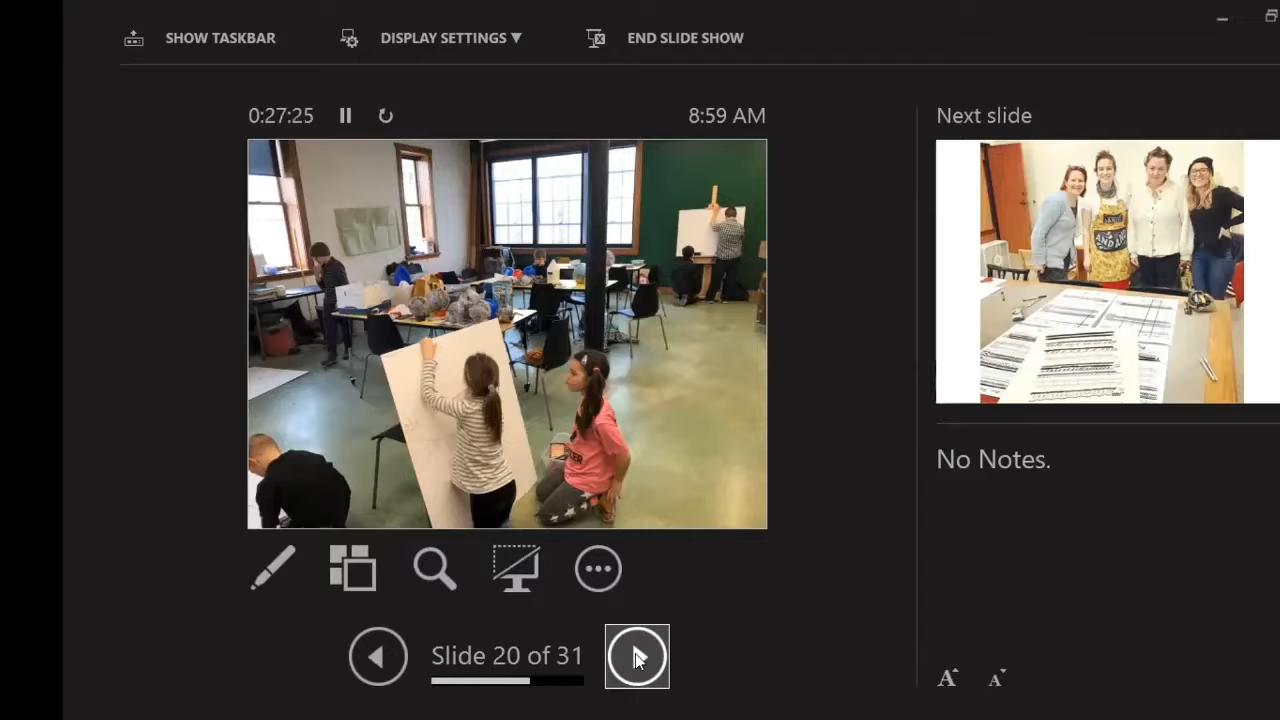 SHOW TASKBAR
DISPLAY SETTINGS ▼
END SLIDE SHOW
0:27:25
8:59 AM
Next slide
No Notes.
Slide 20 of 31
A
A